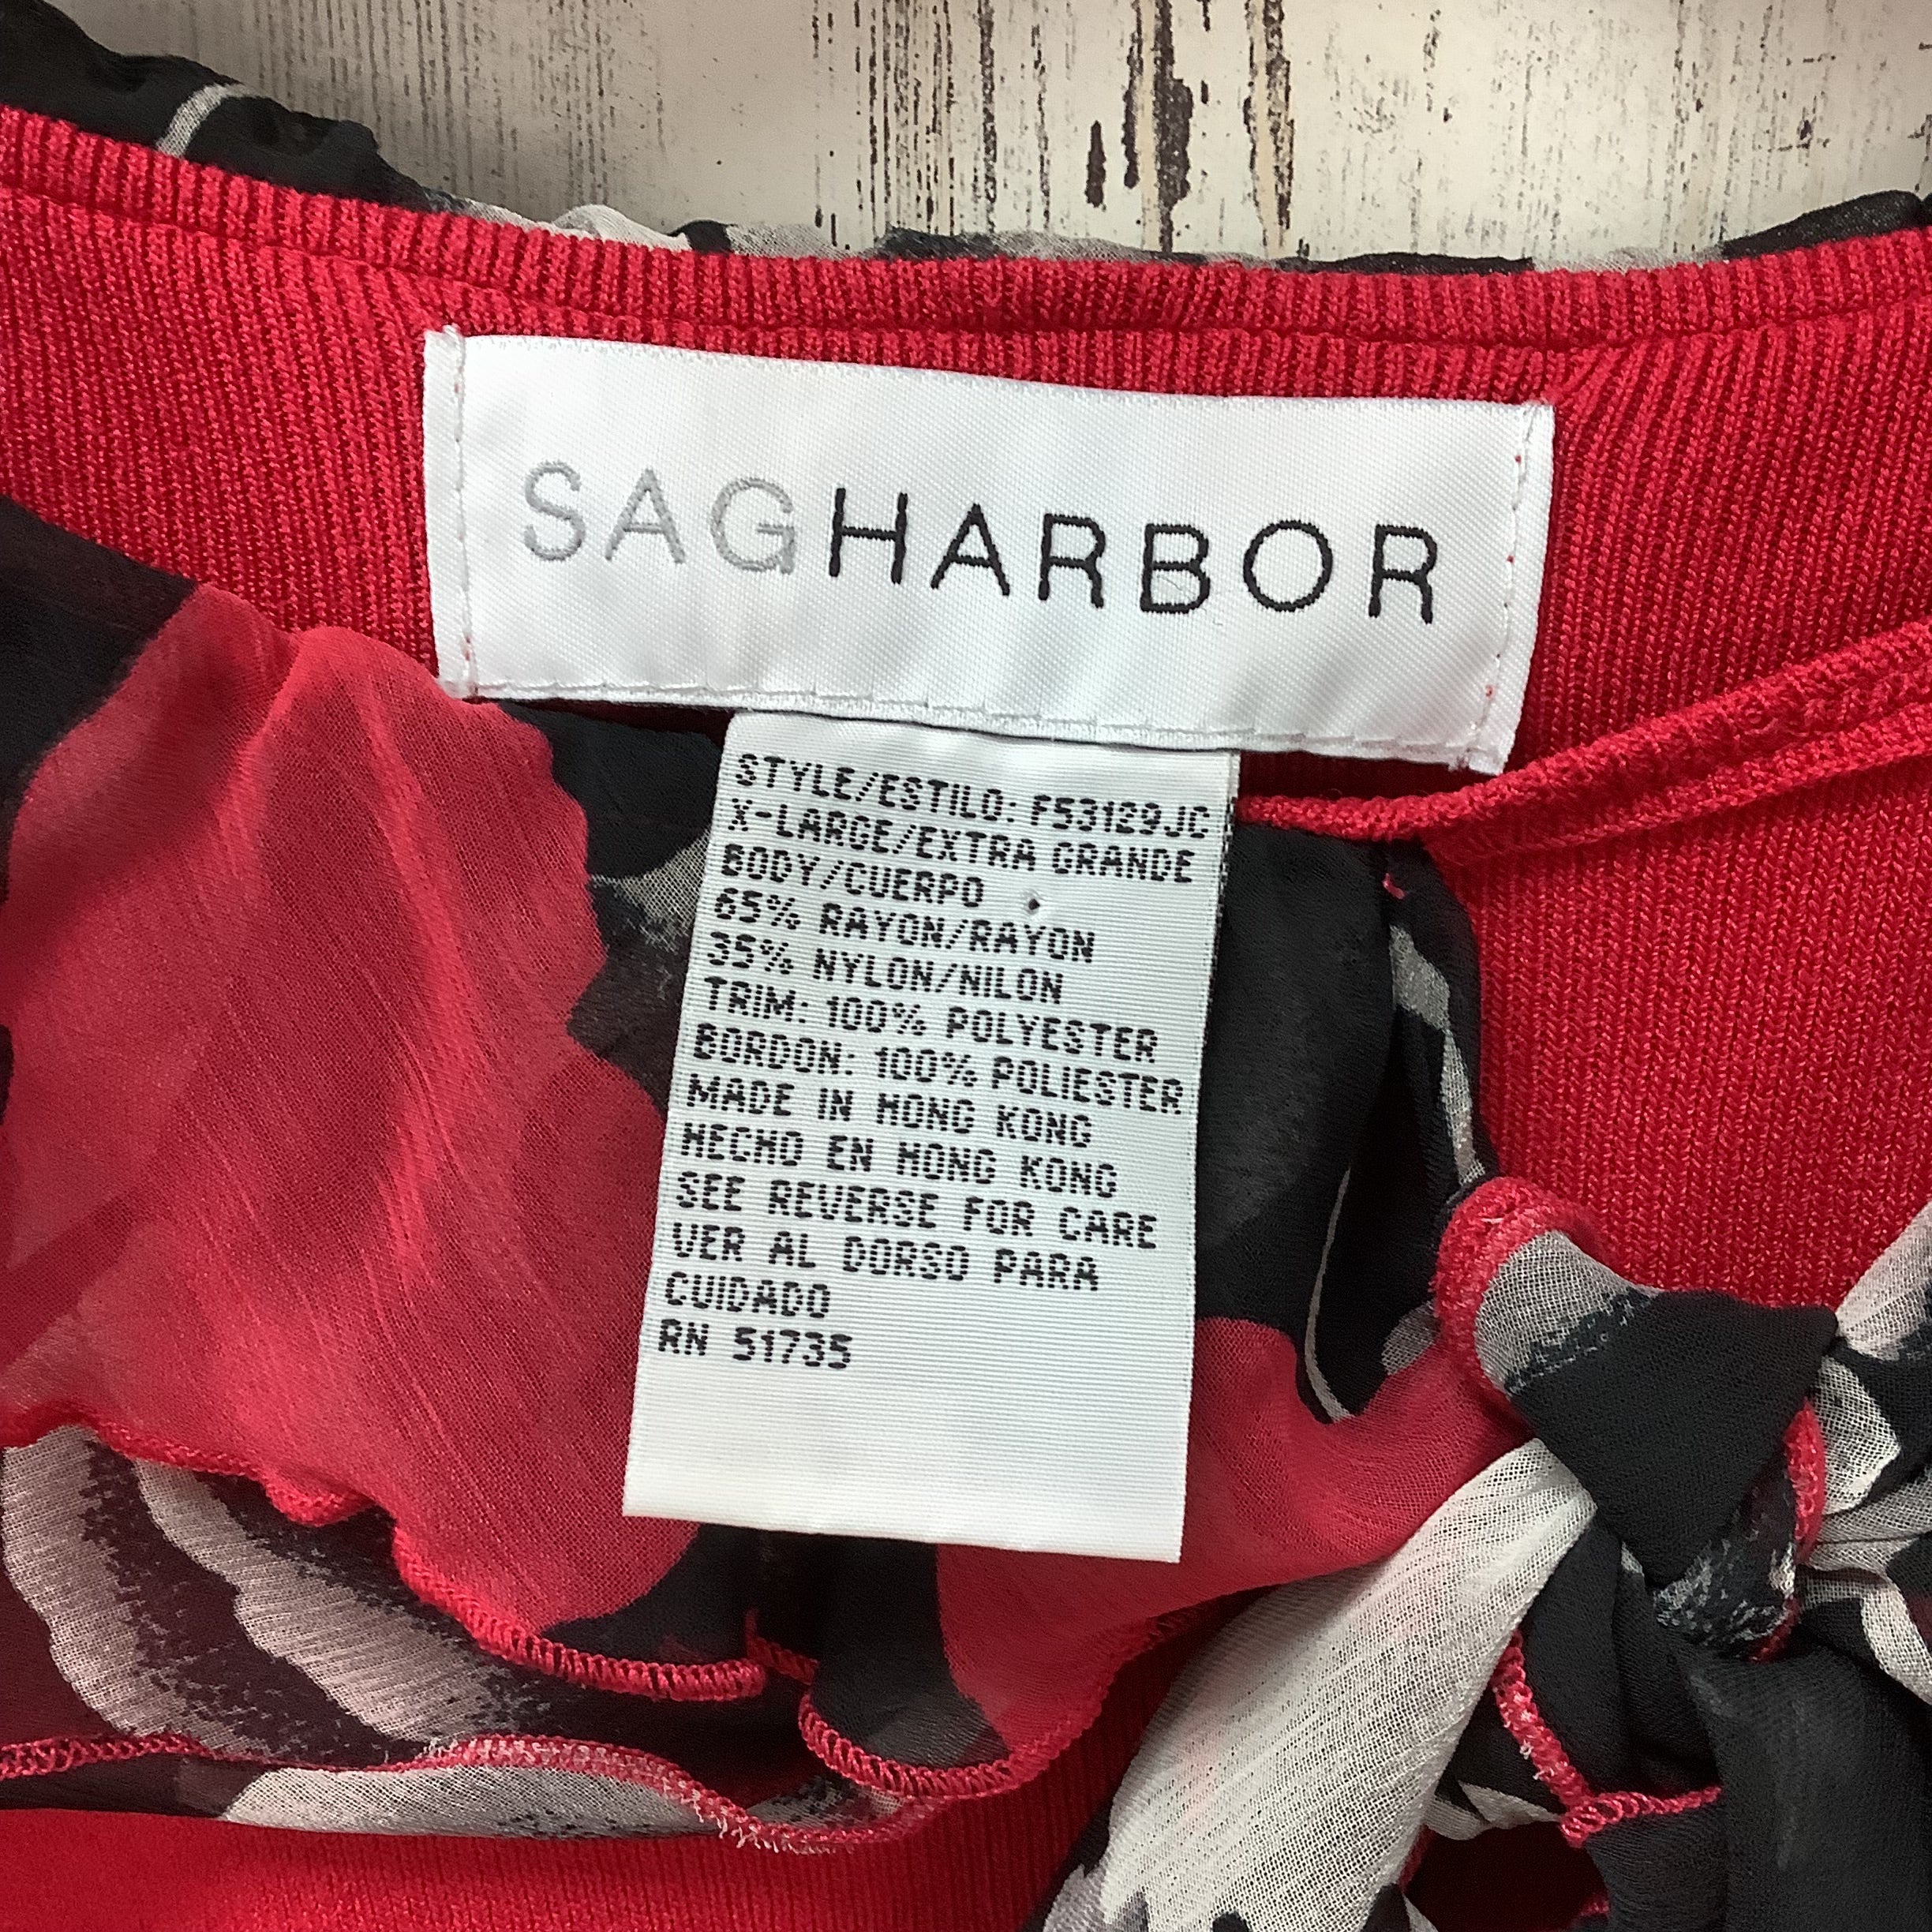 SAGHARBOR
STYLE/ESTILO: F53129JC
X-LARGE/EXTRA GRANDE
BODY/CUERPO
65% RAYON/RAYON
35% NYLON/NILON
TRIM: 100% POLYESTER
BORDON: 100% POLIESTER
MADE IN HONG KONG
HECHO EN HONG KONG
SEE REVERSE FOR CARE
VER AL DORSO PARA
CUIDADO
RN 51735